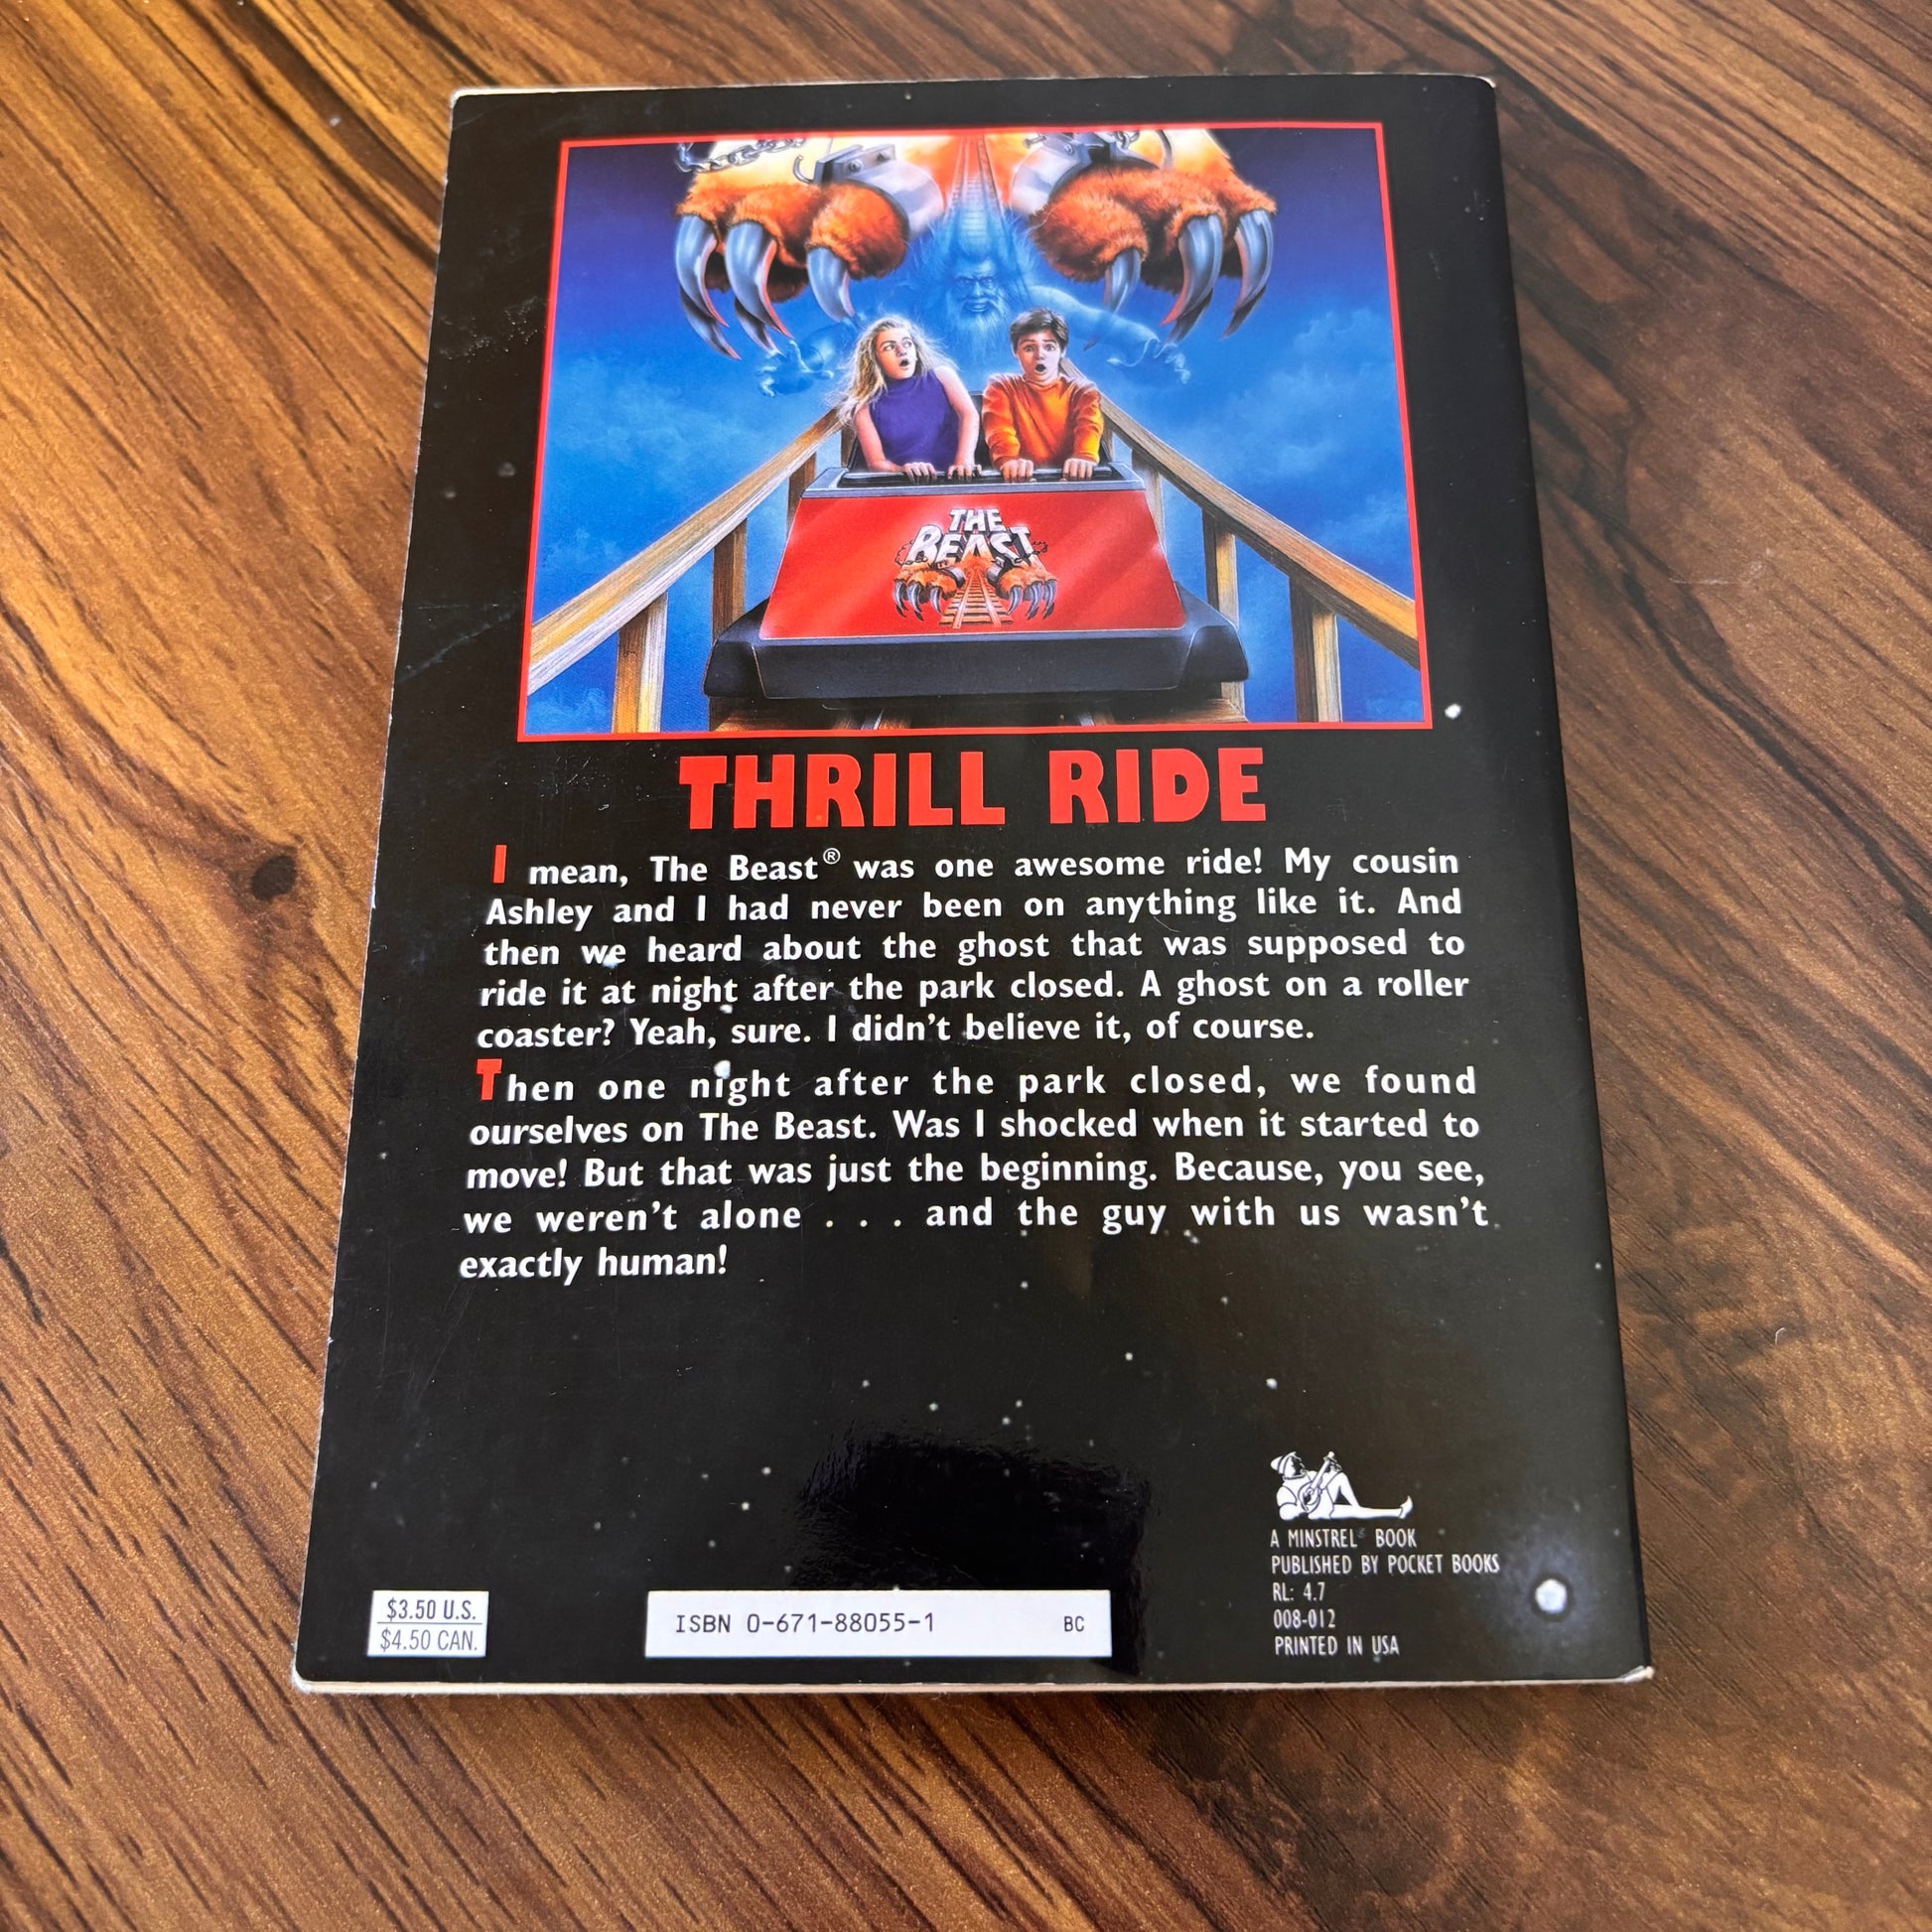 THE
BEAST
THRILL RIDE
I mean, The Beast® was one awesome ride! My cousin
Ashley and I had never been on anything like it. And
then we heard about the ghost that was supposed to
ride it at night after the park closed. A ghost on a roller
coaster? Yeah, sure. I didn't believe it, of course.
Then one night after the park closed, we found
ourselves on The Beast. Was I shocked when it started to
move! But that was just the beginning. Because, you see,
we weren't alone . . . and the guy with us wasn't
exactly human!
A MINSTREL® BOOK
PUBLISHED BY POCKET BOOKS
RL: 4.7
008-012
PRINTED IN USA
$3.50 U.S.
$4.50 CAN.
ISBN 0-671-88055-1 BC